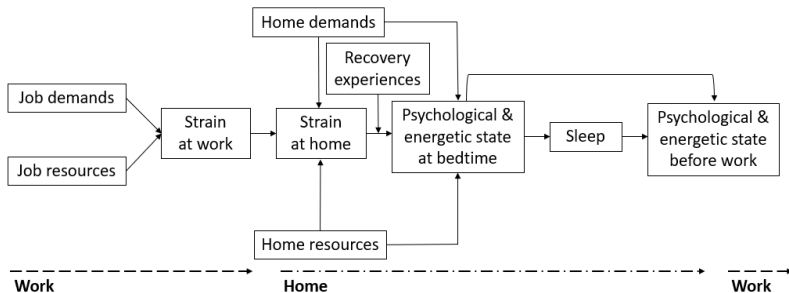 Home demands
Recovery
experiences
Job demands
Job resources
Strain
at work
Strain
at home
Psychological &
energetic state
at bedtime
Sleep
Psychological &
energetic state
before work
Home resources
Work
Home
Work